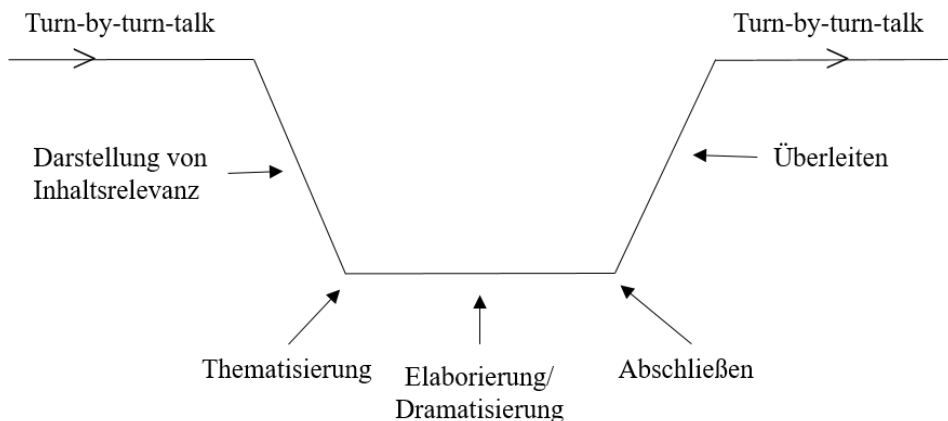 Turn-by-turn-talk
Turn-by-turn-talk
Darstellung von
Inhaltsrelevanz
Überleiten
Thematisierung
Elaborierung/
Dramatisierung
Abschließen